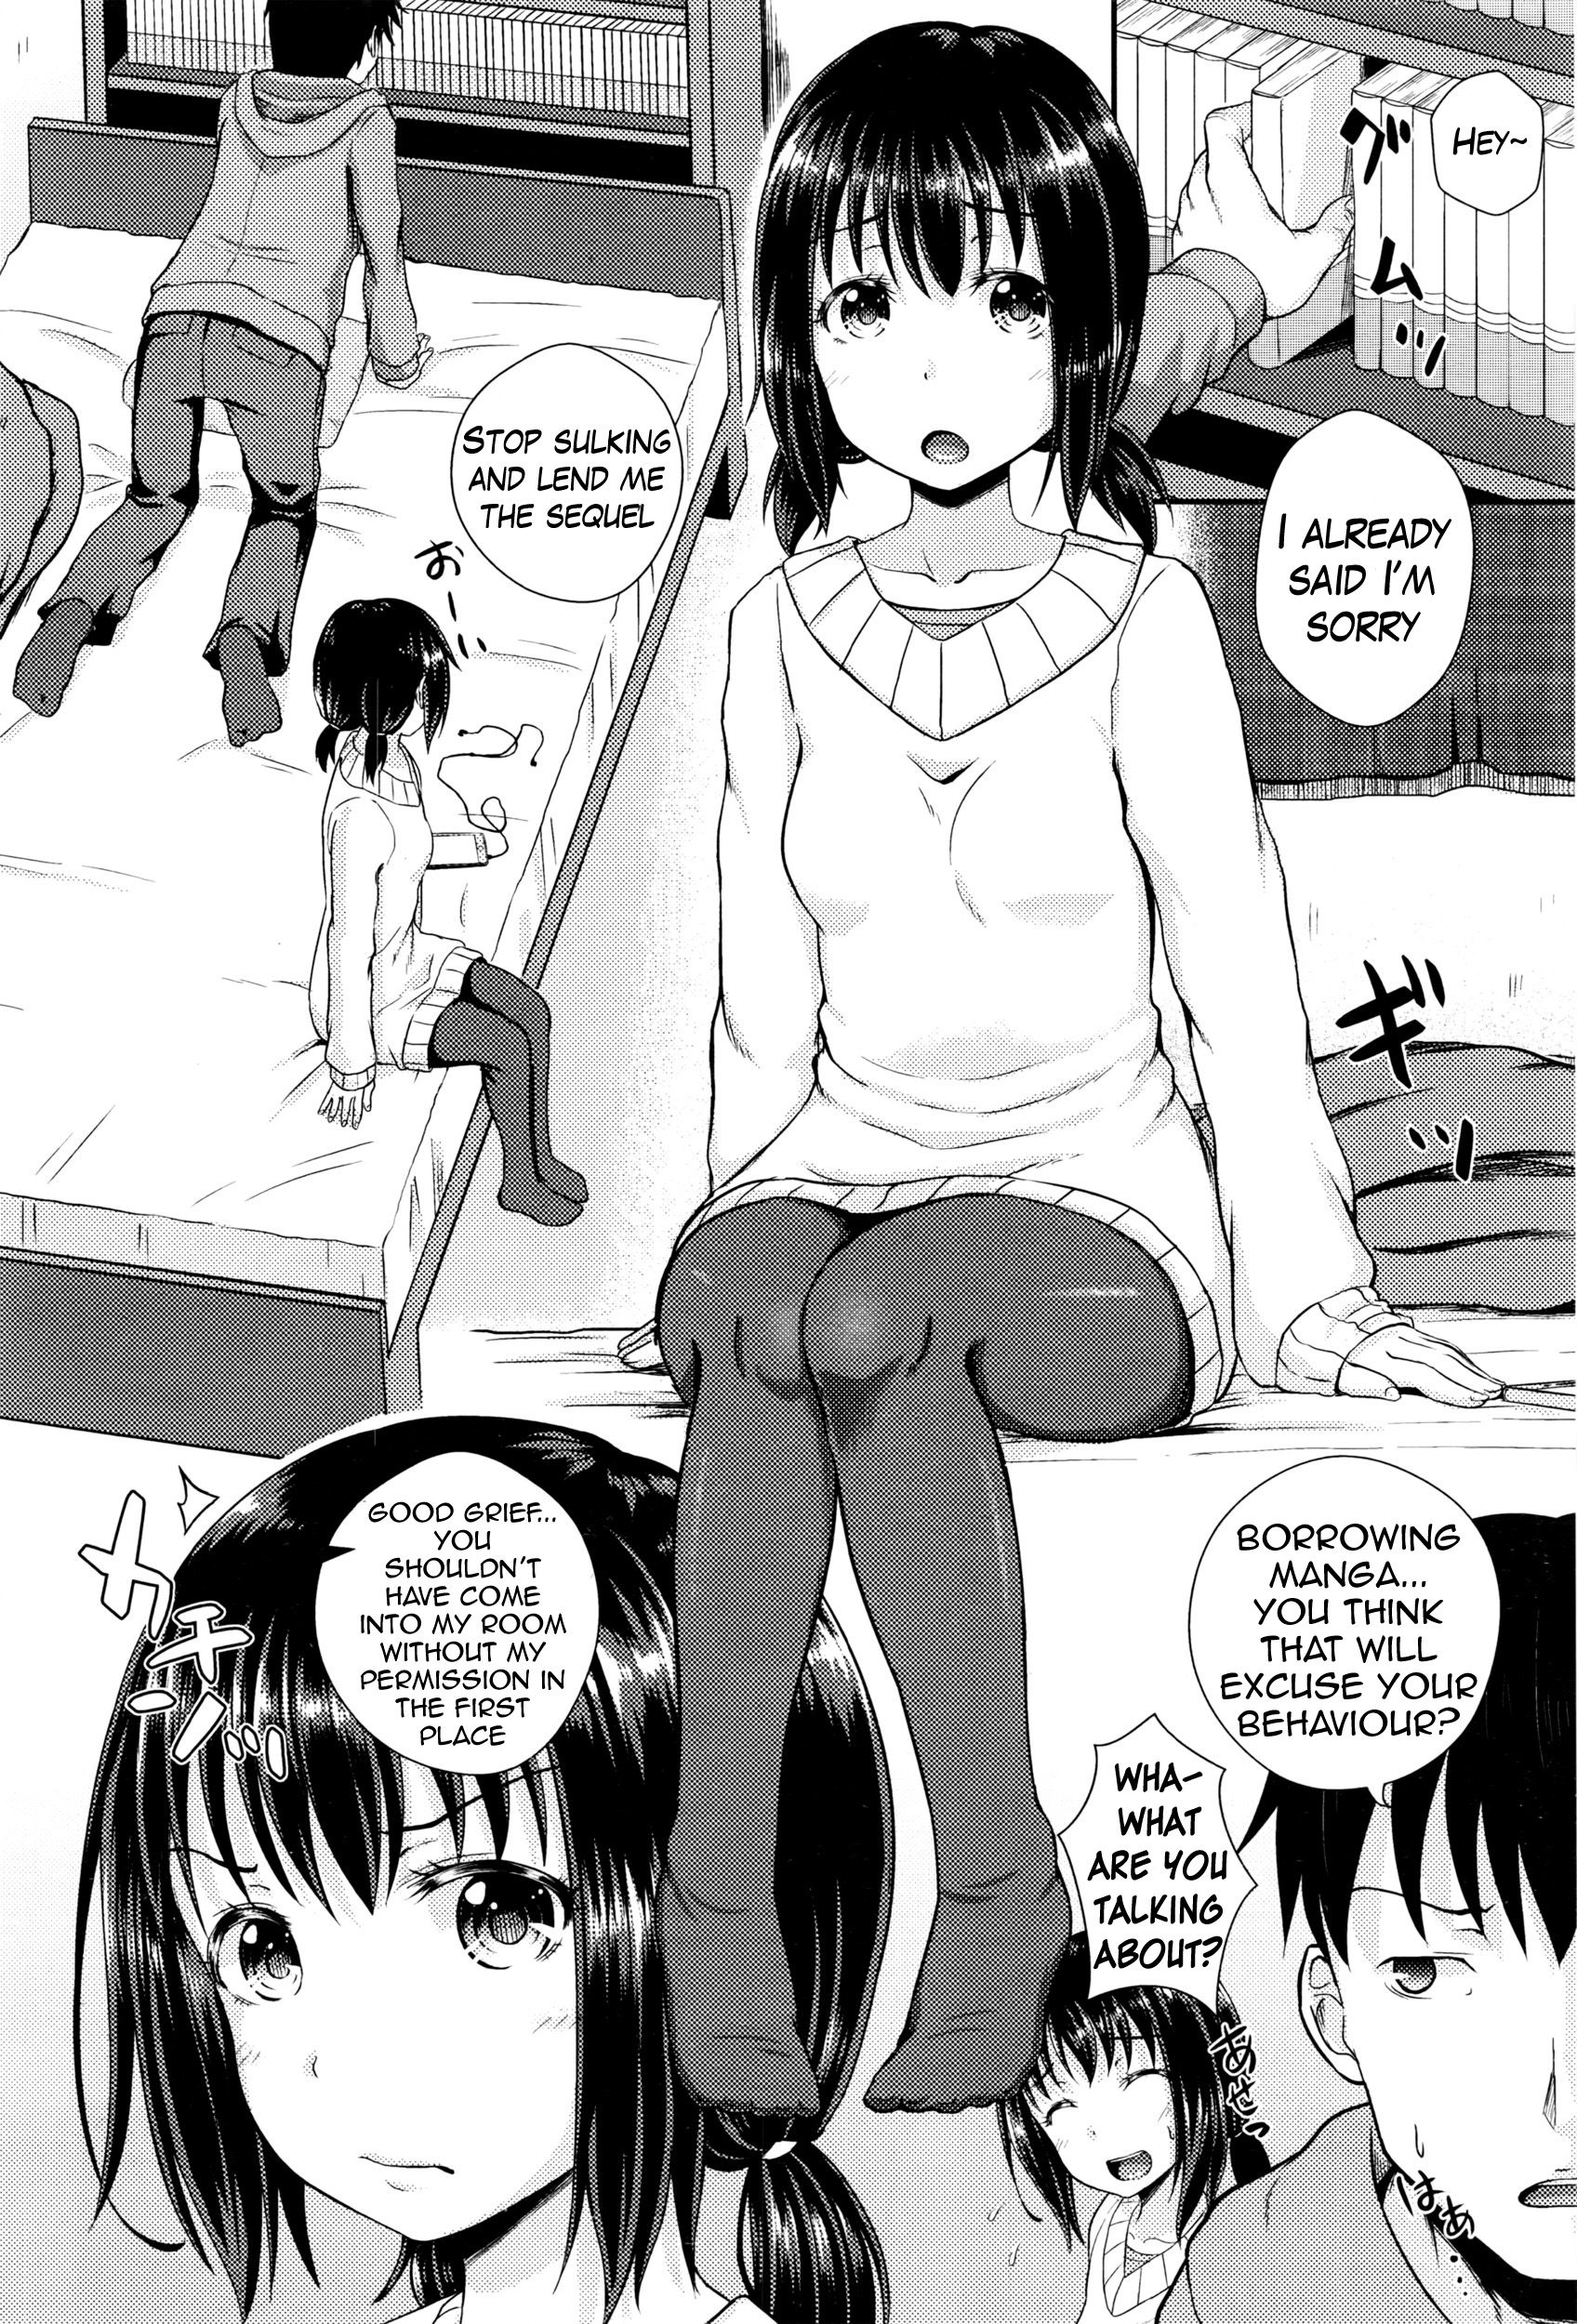 HEY~
グ
ム
ッ
I ALREADY
SAID I'M
SORRY
STOP SULKING
AND LEND ME
THE SEQUEL
おーい
ギ
ッ
BORROWING
MANGA...
YOU THINK
THAT WILL
EXCUSE YOUR
BEHAVIOUR?
WHA-
WHAT
ARE YOU
TALKING
ABOUT?
あせっ
はぁ...
GOOD GRIEF...
YOU
SHOULDN'T
HAVE COME
INTO MY ROOM
WITHOUT MY
PERMISSION IN
THE FIRST
PLACE
カチーンッ